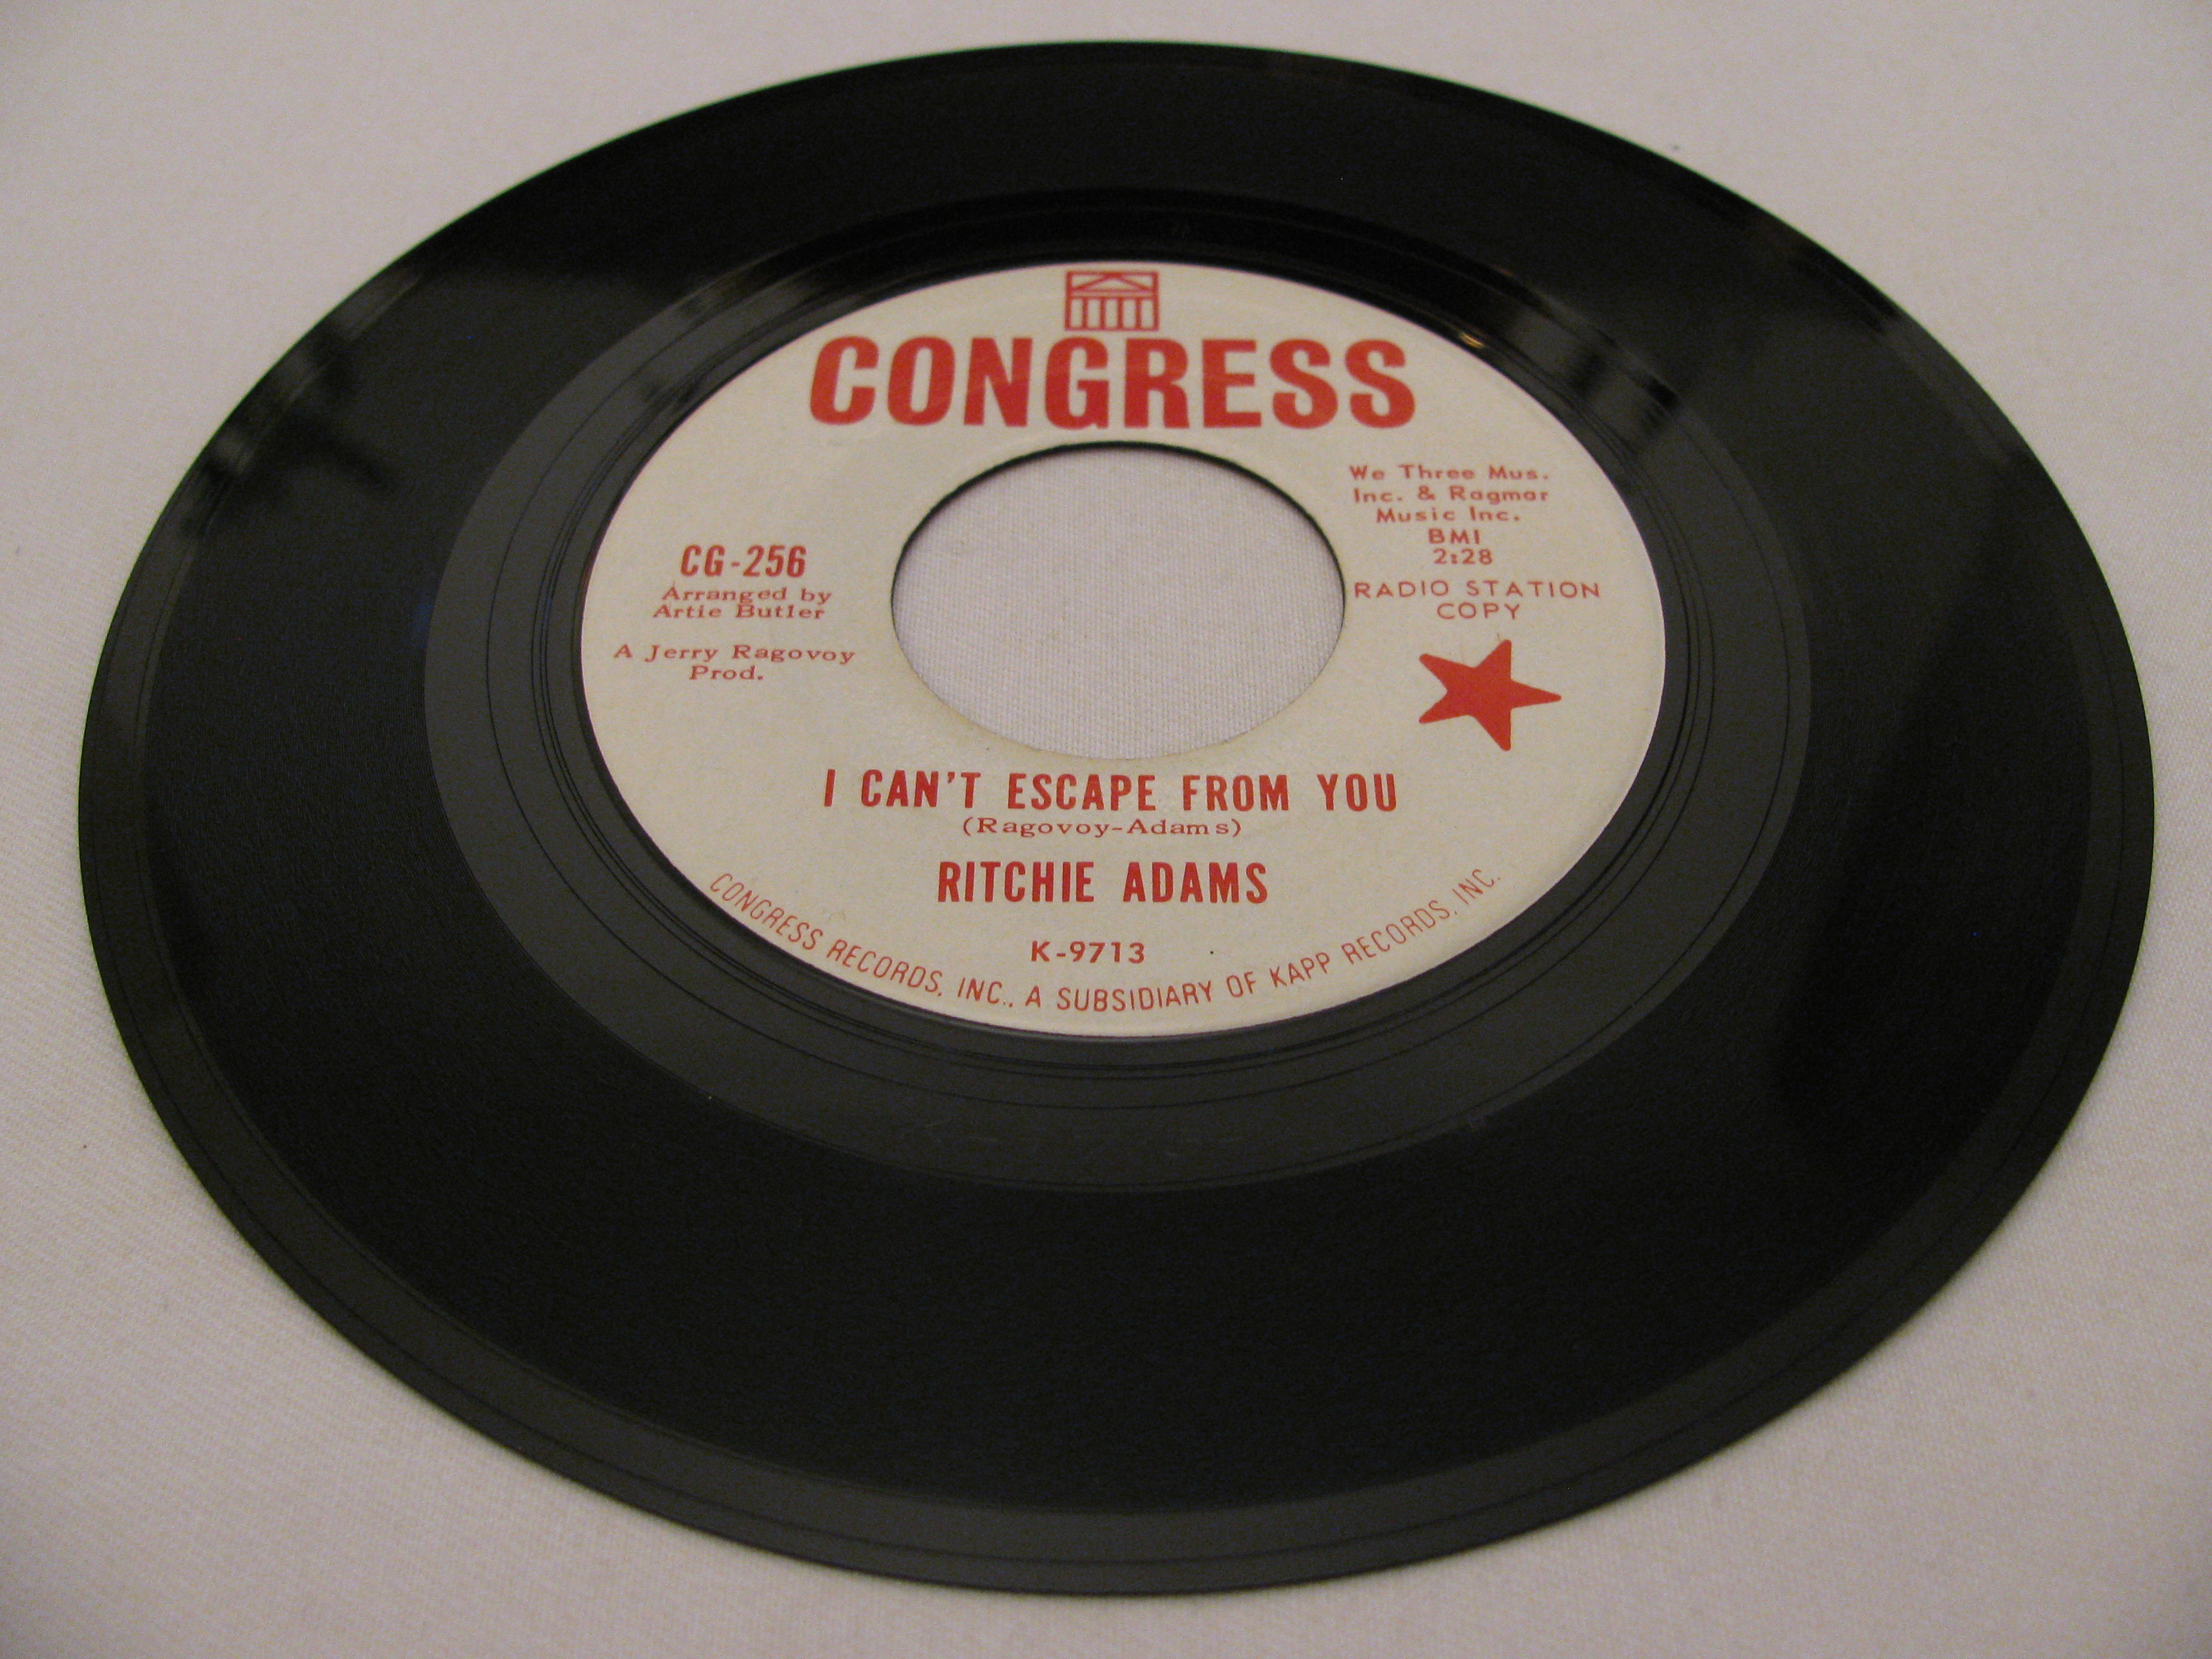 CONGRESS
We Three Mus.
Inc. & Ragmar
Music Inc.
BMI
2:28
RADIO STATION
COPY
CG-256
Arranged by
Artie Butler
A Jerry Ragovoy
Prod.
I CAN'T ESCAPE FROM YOU
(Ragovoy-Adams)
RITCHIE ADAMS
K-9713
CONGRESS RECORDS, INC., A SUBSIDIARY OF KAPP RECORDS, INC.